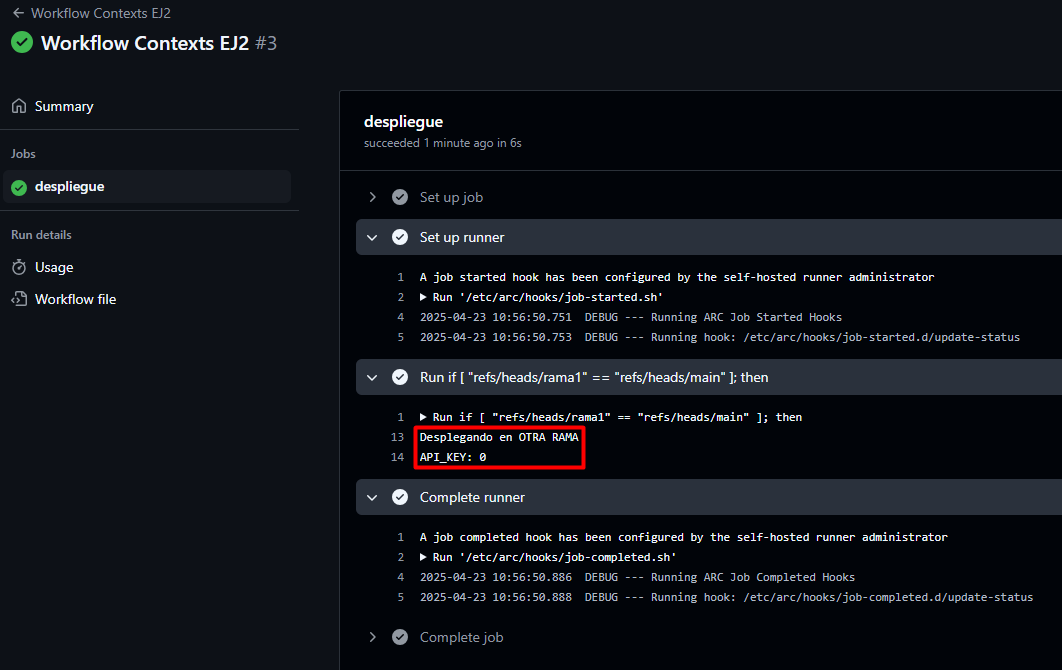 Workflow Contexts EJ2
Workflow Contexts EJ2 #3
Summary
Jobs
despliegue
Run details
Usage
Workflow file
despliegue
succeeded 1 minute ago in 6s
Set up job
Set up runner
1 A job started hook has been configured by the self-hosted runner administrator
2 Run '/etc/arc/hooks/job-started.sh'
4 2025-04-23 10:56:50.751 DEBUG --- Running ARC Job Started Hooks
5 2025-04-23 10:56:50.753 DEBUG --- Running hook: /etc/arc/hooks/job-started.d/update-status
Run if [ "refs/heads/rama1" == "refs/heads/main" ]; then
1 Run if [ "refs/heads/rama1" == "refs/heads/main" ]; then
13 Desplegando en OTRA RAMA
14 API_KEY: 0
Complete runner
1 A job completed hook has been configured by the self-hosted runner administrator
2 Run '/etc/arc/hooks/job-completed.sh'
4 2025-04-23 10:56:50.886 DEBUG --- Running ARC Job Completed Hooks
5 2025-04-23 10:56:50.888 DEBUG --- Running hook: /etc/arc/hooks/job-completed.d/update-status
Complete job